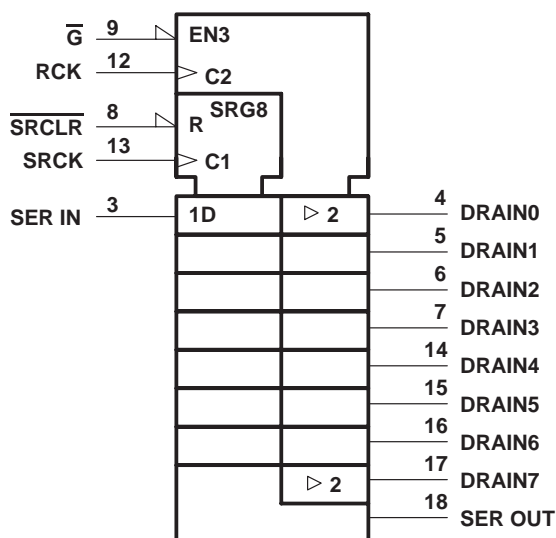 G 9 EN3
RCK 12 C2
SRG8
SRCLR 8 R
SRCK 13 C1
SER IN 3 1D 2 4 DRAIN0
5 DRAIN1
6 DRAIN2
7 DRAIN3
14 DRAIN4
15 DRAIN5
16 DRAIN6
2 17 DRAIN7
18 SER OUT